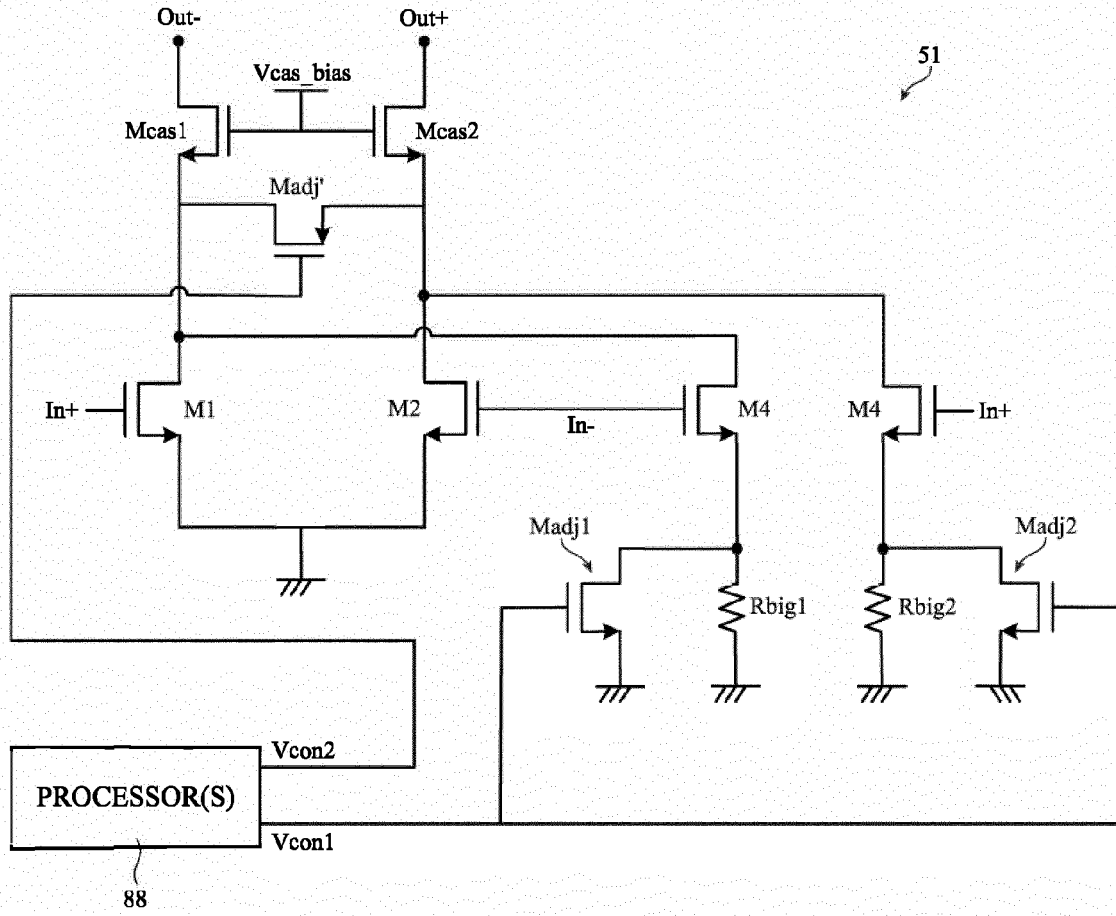 Out-
Out+
51
Vcas_bias
Mcas1
Mcas2
Madj'
In+
M1
M2
In-
M4
M4
In+
Madj1
Madj2
Rbig1
Rbig2
Vcon2
PROCESSOR(S)
Vcon1
88